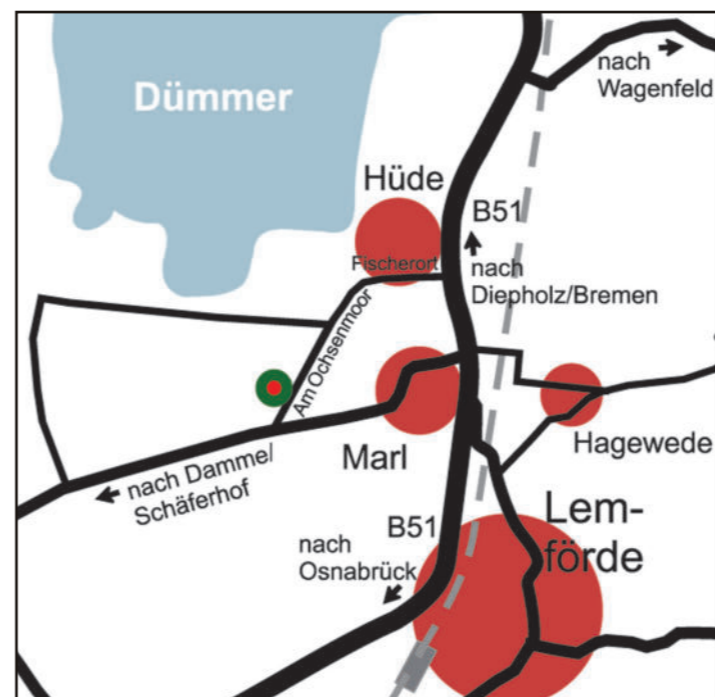 nach
Wagenfeld
Dümmer
Hüde
B51
Fischerort
nach
Diepholz/Bremen
Am Ochsenmoor
Marl
Hagewede
nach Damme/
Schäferhof
B51
nach
Osnabrück
Lem-
förde